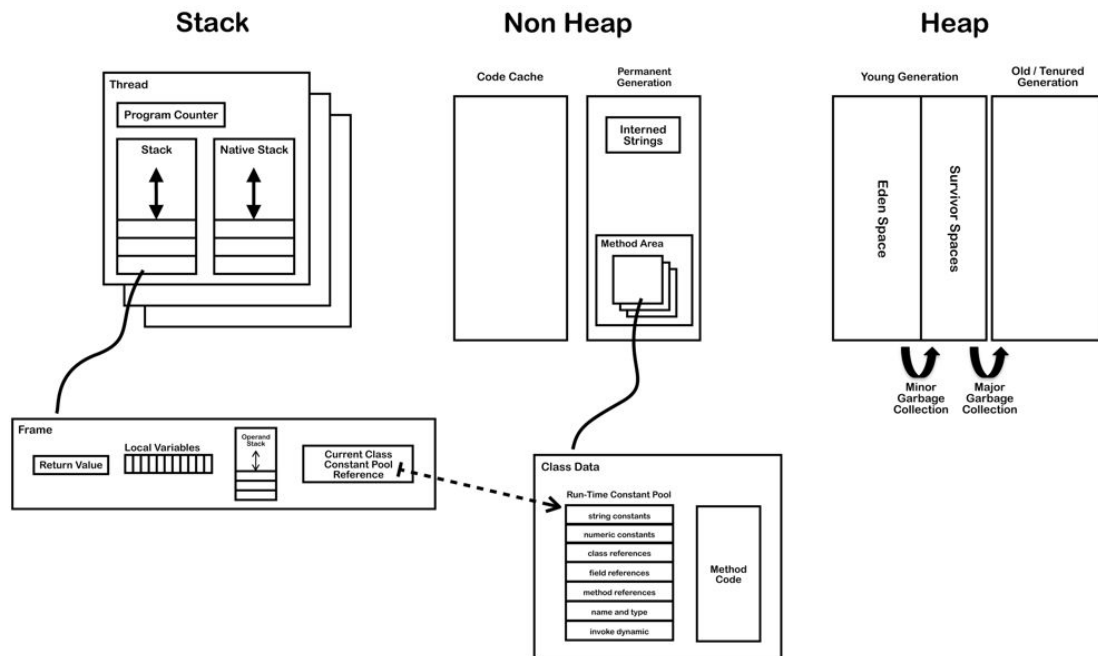 Stack
Non Heap
Heap
Thread
Program Counter
Stack
Native Stack
Code Cache
Permanent
Generation
Interned
Strings
Method Area
Young Generation
Old / Tenured
Generation
Eden Space
Survivor Spaces
Minor
Garbage
Collection
Major
Garbage
Collection
Frame
Return Value
Local Variables
Operand
Stack
Current Class
Constant Pool
Reference
Class Data
Run-Time Constant Pool
string constants
numeric constants
class references
field references
method references
name and type
invoke dynamic
Method
Code